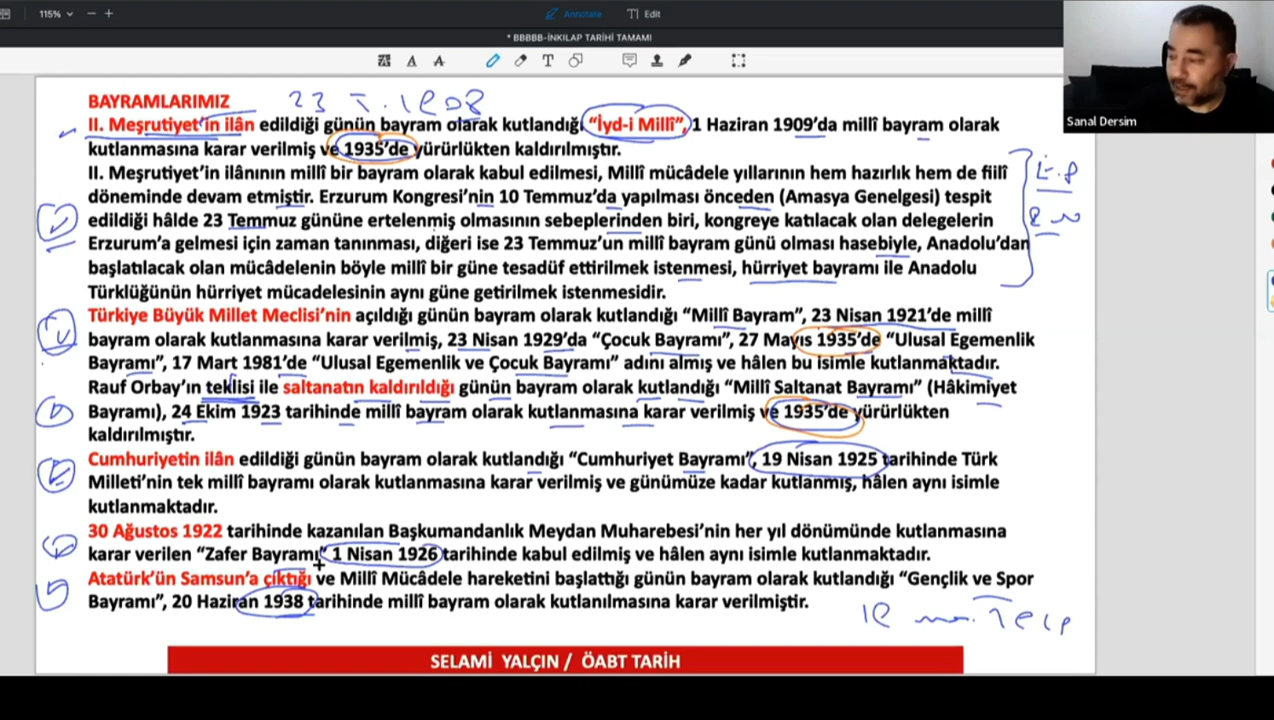 115%
Annotate
Edit
* BBBBB-İNKILAP TARİHİ TAMAMI
Sanal Dersim
BAYRAMLARIMIZ 23 T. 1908
II. Meşrutiyet'in ilân edildiği günün bayram olarak kutlandığı "İyd-i Millî", 1 Haziran 1909'da millî bayram olarak
kutlanmasına karar verilmiş ve 1935'de yürürlükten kaldırılmıştır.
II. Meşrutiyet'in ilânının millî bir bayram olarak kabul edilmesi, Millî mücâdele yıllarının hem hazırlık hem de fiilî
döneminde devam etmiştir. Erzurum Kongresi'nin 10 Temmuz'da yapılması önceden (Amasya Genelgesi) tespit
edildiği hâlde 23 Temmuz gününe ertelenmiş olmasının sebeplerinden biri, kongreye katılacak olan delegelerin
Erzurum'a gelmesi için zaman tanınması, diğeri ise 23 Temmuz'un millî bayram günü olması hasebiyle, Anadolu'dan
başlatılacak olan mücâdelenin böyle millî bir güne tesadüf ettirilmek istenmesi, hürriyet bayramı ile Anadolu
Türklüğünün hürriyet mücadelesinin aynı güne getirilmek istenmesidir.
Türkiye Büyük Millet Meclisi'nin açıldığı günün bayram olarak kutlandığı "Millî Bayram", 23 Nisan 1921'de millî
bayram olarak kutlanmasına karar verilmiş, 23 Nisan 1929'da "Çocuk Bayramı", 27 Mayıs 1935'de "Ulusal Egemenlik
Bayramı", 17 Mart 1981'de "Ulusal Egemenlik ve Çocuk Bayramı" adını almış ve hâlen bu isimle kutlanmaktadır.
Rauf Orbay'ın teklisi ile saltanatın kaldırıldığı günün bayram olarak kutlandığı "Millî Saltanat Bayramı" (Hâkimiyet
Bayramı), 24 Ekim 1923 tarihinde millî bayram olarak kutlanmasına karar verilmiş ve 1935'de yürürlükten
kaldırılmıştır.
Cumhuriyetin ilân edildiği günün bayram olarak kutlandığı "Cumhuriyet Bayramı", 19 Nisan 1925 tarihinde Türk
Milleti'nin tek millî bayramı olarak kutlanmasına karar verilmiş ve günümüze kadar kutlanmış, hâlen aynı isimle
kutlanmaktadır.
30 Ağustos 1922 tarihinde kazanılan Başkumandanlık Meydan Muharebesi'nin her yıl dönümünde kutlanmasına
karar verilen "Zafer Bayramı" 1 Nisan 1926 tarihinde kabul edilmiş ve hâlen aynı isimle kutlanmaktadır.
Atatürk'ün Samsun'a çıktığı ve Millî Mücâdele hareketini başlattığı günün bayram olarak kutlandığı "Gençlik ve Spor
Bayramı", 20 Haziran 1938 tarihinde millî bayram olarak kutlanılmasına karar verilmiştir.
SELAMİ YALÇIN / ÖABT TARİH